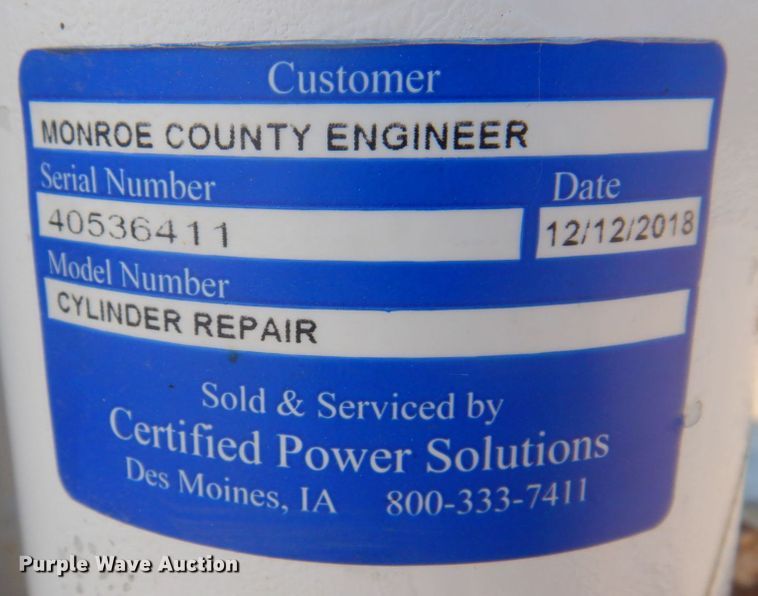 Customer
MONROE COUNTY ENGINEER
Serial Number
Date
40536411
12/12/2018
Model Number
CYLINDER REPAIR
Sold & Serviced by
Certified Power Solutions
Des Moines, IA 800-333-7411
Purple Wave Auction